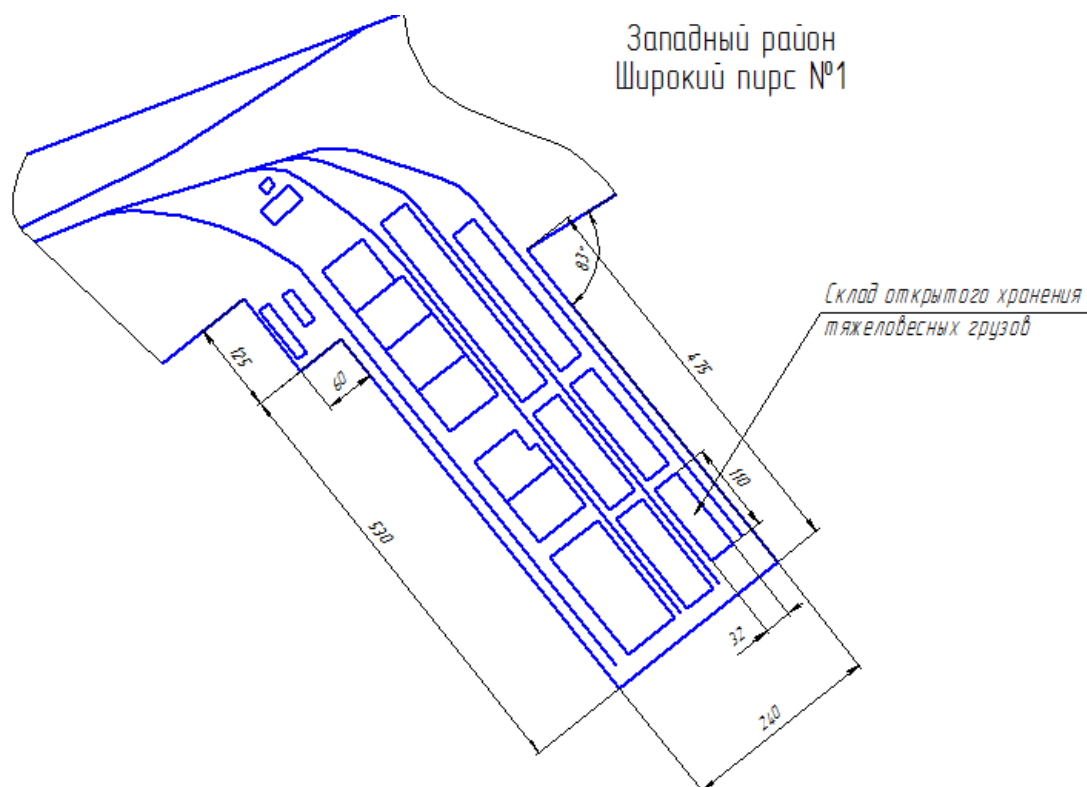 Западный район
Широкий пирс №1
83°
Склад открытого хранения
тяжеловесных грузов
125
60
475
110
530
32
240